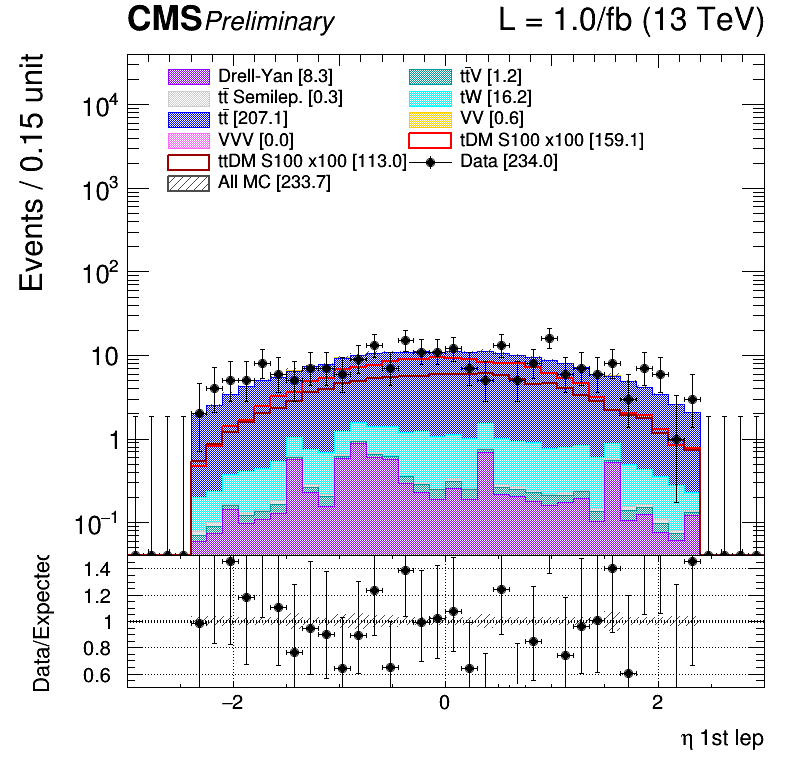 CMS Preliminary L = 1.0/fb (13 TeV)
Events / 0.15 unit
Drell-Yan [8.3] tt̄V [1.2]
tt̄ Semilep. [0.3] tW [16.2]
tt̄ [207.1] VV [0.6]
VVV [0.0] tDM S100 x100 [159.1]
ttDM S100 x100 [113.0] Data [234.0]
All MC [233.7]
10⁴
10³
10²
10
1
10⁻¹
Data/Expected
1.4
1.2
1
0.8
0.6
−2 0 2
η 1st lep